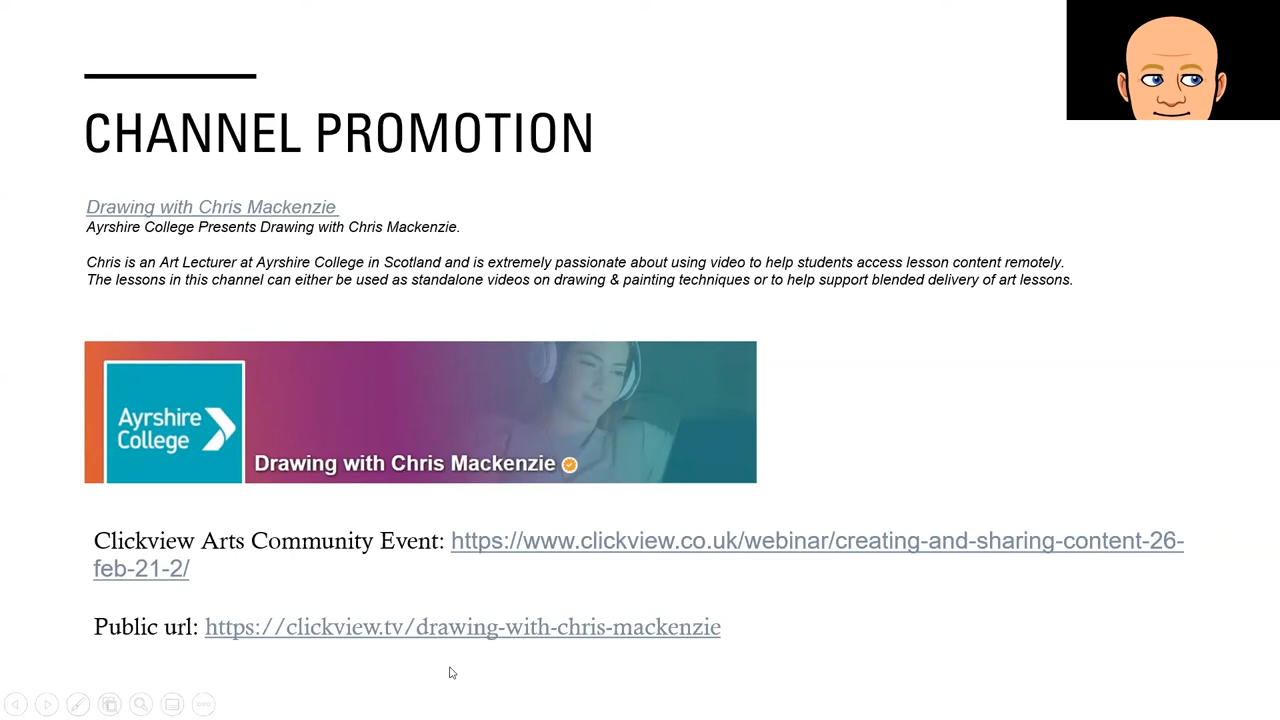 CHANNEL PROMOTION
Drawing with Chris Mackenzie
Ayrshire College Presents Drawing with Chris Mackenzie.
Chris is an Art Lecturer at Ayrshire College in Scotland and is extremely passionate about using video to help students access lesson content remotely.
The lessons in this channel can either be used as standalone videos on drawing & painting techniques or to help support blended delivery of art lessons.
Ayrshire
College
Drawing with Chris Mackenzie
Clickview Arts Community Event: https://www.clickview.co.uk/webinar/creating-and-sharing-content-26-
feb-21-2/
Public url: https://clickview.tv/drawing-with-chris-mackenzie